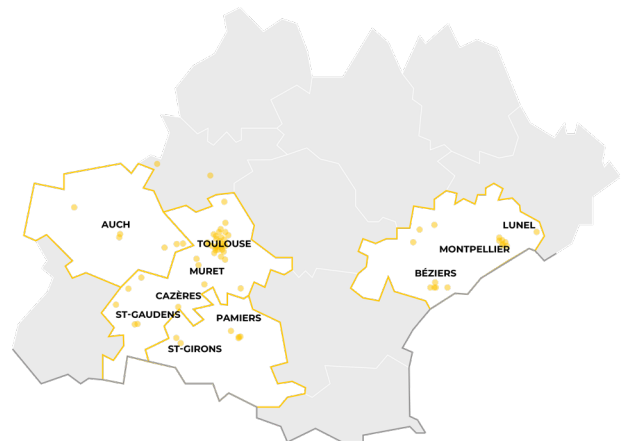 AUCH
LUNEL
TOULOUSE
MONTPELLIER
MURET
BÉZIERS
CAZÈRES
ST-GAUDENS
PAMIERS
ST-GIRONS